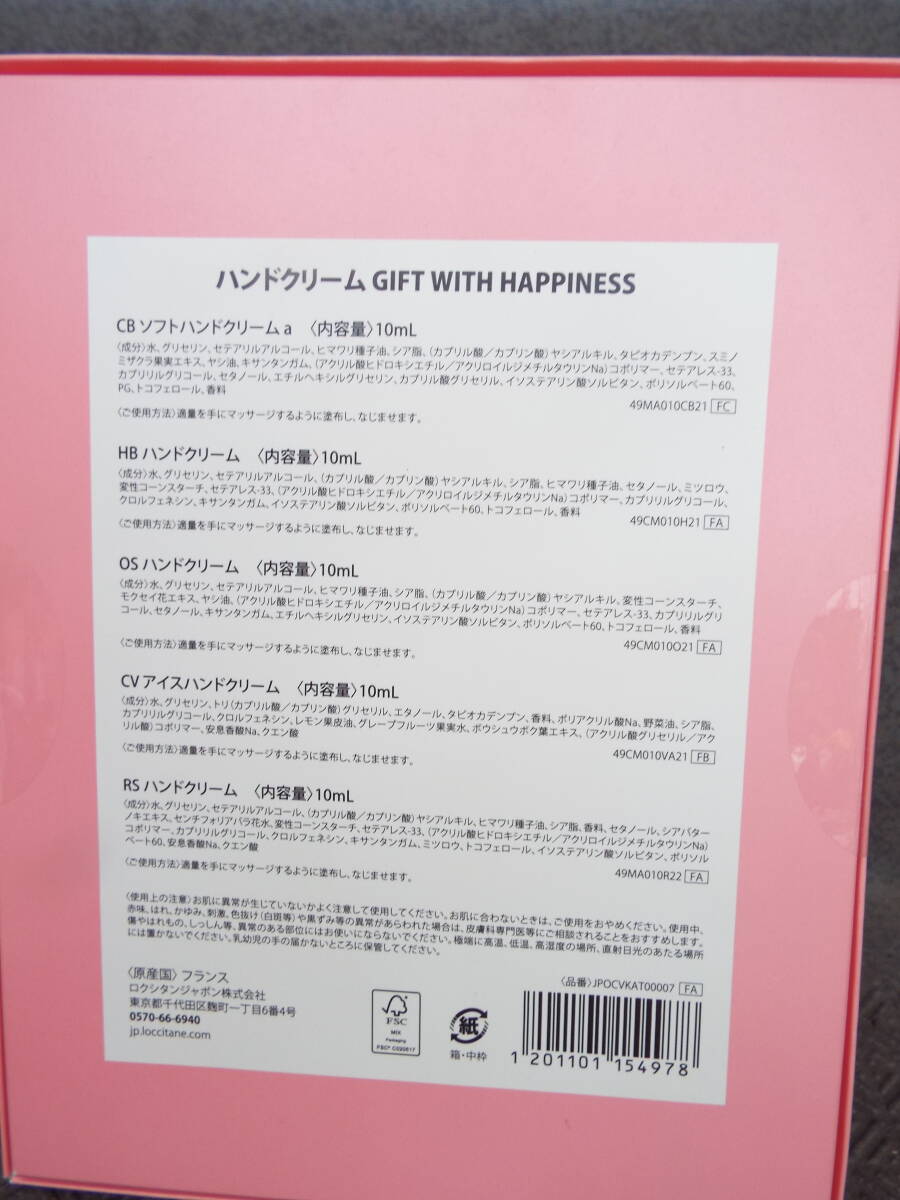 ハンドクリーム GIFT WITH HAPPINESS
CB ソフトハンドクリーム a 〈内容量〉10mL
〈成分〉水、グリセリン、セテアリルアルコール、ヒマワリ種子油、シア脂、(カプリル酸／カプリン酸)ヤシアルキル、タピオカデンプン、スミノ
ミザクラ果実エキス、ヤシ油、キサンタンガム、(アクリル酸ヒドロキシエチル／アクリロイルジメチルタウリンNa)コポリマー、セテアレス-33、
カプリリルグリコール、セタノール、エチルヘキシルグリセリン、カプリル酸グリセリル、イソステアリン酸ソルビタン、ポリソルベート60、
PG、トコフェロール、香料
49MA010CB21 FC
〈ご使用方法〉適量を手にマッサージするように塗布し、なじませます。
HB ハンドクリーム 〈内容量〉10mL
〈成分〉水、グリセリン、セテアリルアルコール、(カプリル酸／カプリン酸)ヤシアルキル、シア脂、ヒマワリ種子油、セタノール、ミツロウ、
変性コーンスターチ、セテアレス-33、(アクリル酸ヒドロキシエチル／アクリロイルジメチルタウリンNa)コポリマー、カプリリルグリコール、
クロルフェネシン、キサンタンガム、イソステアリン酸ソルビタン、ポリソルベート60、トコフェロール、香料
49CM010H21 FA
〈ご使用方法〉適量を手にマッサージするように塗布し、なじませます。
OS ハンドクリーム 〈内容量〉10mL
〈成分〉水、グリセリン、セテアリルアルコール、ヒマワリ種子油、シア脂、(カプリル酸／カプリン酸)ヤシアルキル、変性コーンスターチ、
モクセイ花エキス、ヤシ油、(アクリル酸ヒドロキシエチル／アクリロイルジメチルタウリンNa)コポリマー、セテアレス-33、カプリリルグリ
コール、セタノール、キサンタンガム、エチルヘキシルグリセリン、イソステアリン酸ソルビタン、ポリソルベート60、トコフェロール、香料
49CM010O21 FA
〈ご使用方法〉適量を手にマッサージするように塗布し、なじませます。
CV アイスハンドクリーム 〈内容量〉10mL
〈成分〉水、グリセリン、トリ(カプリル酸／カプリン酸)グリセリル、エタノール、タピオカデンプン、香料、ポリアクリル酸Na、野菜油、シア脂、
カプリリルグリコール、クロルフェネシン、レモン果皮油、グレープフルーツ果実水、ボウシュウボク葉エキス、(アクリル酸グリセリル／アク
リル酸)コポリマー、安息香酸Na、クエン酸
49CM010VA21 FB
〈ご使用方法〉適量を手にマッサージするように塗布し、なじませます。
RS ハンドクリーム 〈内容量〉10mL
〈成分〉水、グリセリン、セテアリルアルコール、(カプリル酸／カプリン酸)ヤシアルキル、ヒマワリ種子油、シア脂、香料、セタノール、シアバター
ノキエキス、センチフォリアバラ花水、変性コーンスターチ、セテアレス-33、(アクリル酸ヒドロキシエチル／アクリロイルジメチルタウリンNa)
コポリマー、カプリリルグリコール、クロルフェネシン、キサンタンガム、ミツロウ、トコフェロール、イソステアリン酸ソルビタン、ポリソル
ベート60、安息香酸Na、クエン酸
49MA010R22 FA
〈ご使用方法〉適量を手にマッサージするように塗布し、なじませます。
〈使用上の注意〉お肌に異常が生じていないかよく注意して使用してください。お肌に合わないときは、ご使用をおやめください。使用中、
赤味、はれ、かゆみ、刺激、色抜け(白斑等)や黒ずみ等の異常があらわれた場合は、皮膚科専門医等にご相談されることをおすすめします。
傷やはれもの、しっしん等、異常のある部位にはお使いにならないでください。極端に高温、低温、高湿度の場所、直射日光のあたる場所
には置かないでください。乳幼児の手の届かないところに保管してください。
〈原産国〉フランス
ロクシタンジャポン株式会社
東京都千代田区麴町一丁目6番4号
0570-66-6940
jp.loccitane.com
FSC
MIX
Packaging
FSC® C020517
紙
箱・中枠
〈品番〉JPOCVKAT00007 FA
1 201101 154978